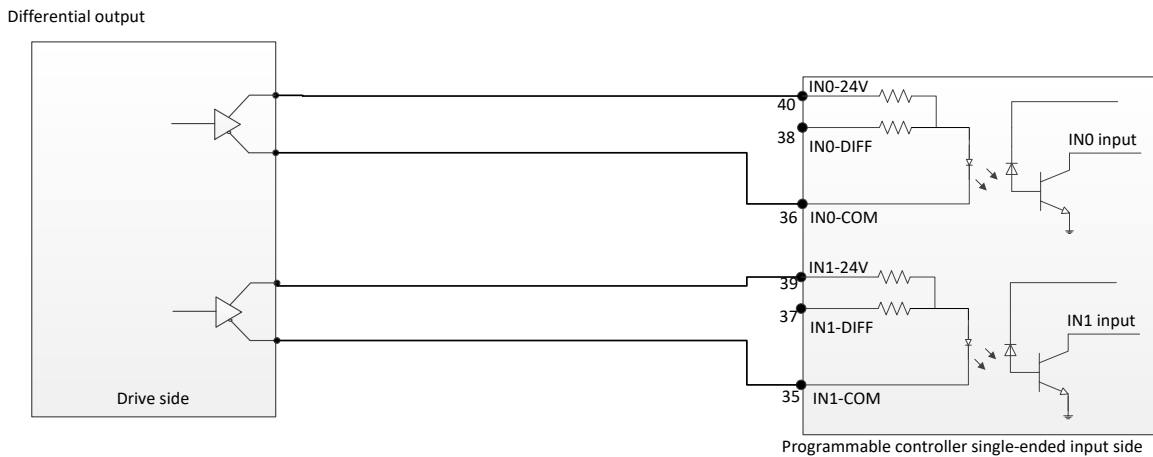 Differential output
IN0-24V
40
38
IN0-DIFF
IN0 input
36
IN0-COM
IN1-24V
39
37
IN1-DIFF
IN1 input
35
IN1-COM
Drive side
Programmable controller single-ended input side